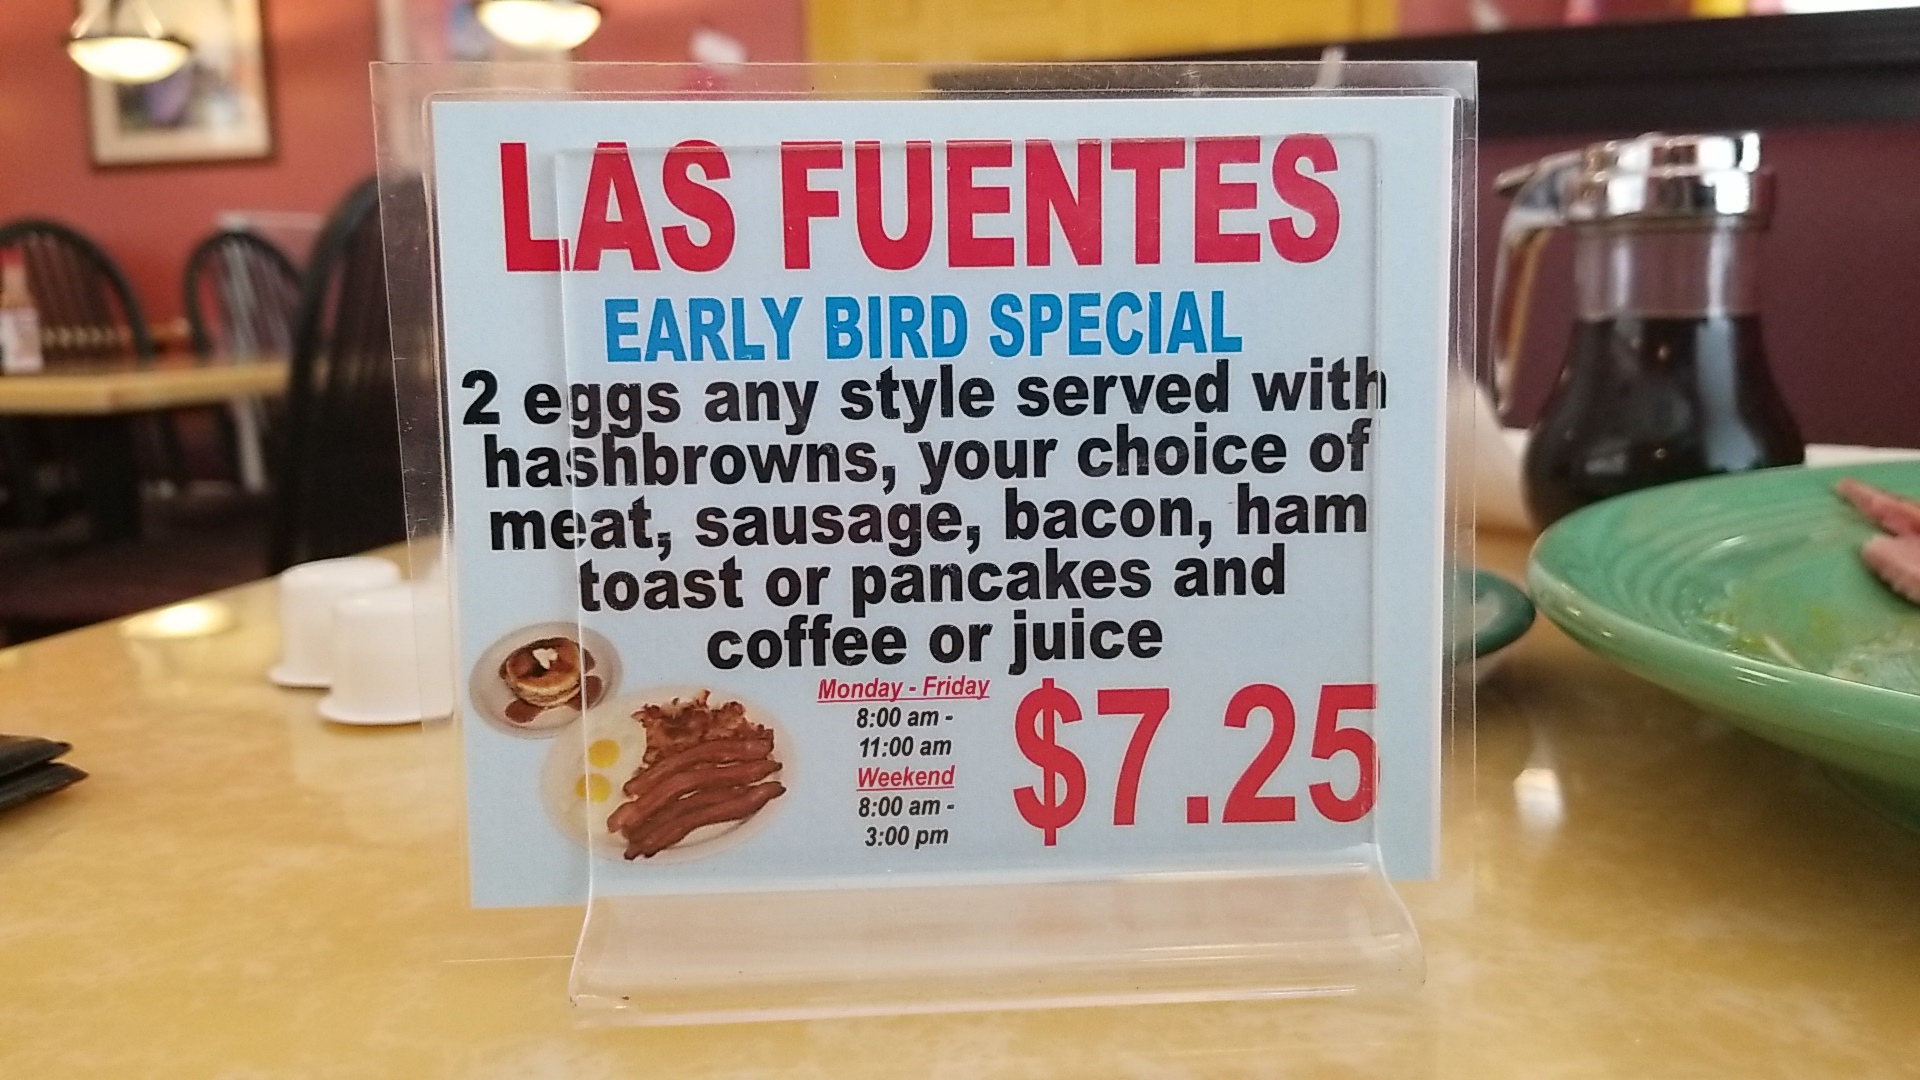 LAS FUENTES
EARLY BIRD SPECIAL
2 eggs any style served with
hashbrowns, your choice of
meat, sausage, bacon, ham
toast or pancakes and
coffee or juice
Monday - Friday
8:00 am -
11:00 am
Weekend
8:00 am -
3:00 pm
$7.25